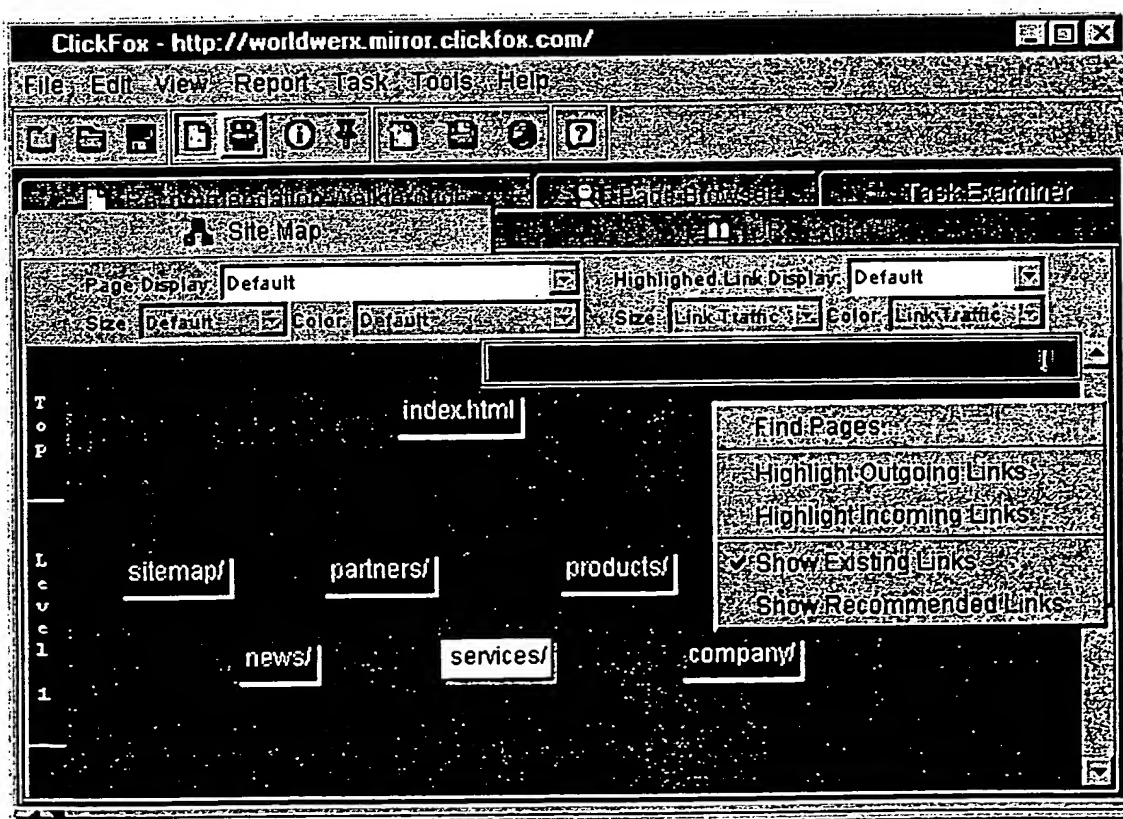 ClickFox - http://worldwerx.mirror.clickfox.com/
File Edit View Report Task Tools Help
Task Examiner
Site Map
Page Display: Default Highlighed Link Display: Default
Size: Default Color: Default Size: Link Traffic Color: Link Traffic
Top
index.html
Find Pages
Highlight Outgoing Links
Highlight Incoming Links
Show Existing Links
Show Recommended Links
Level 1
sitemap/ partners/ products/
news/ services/ company/